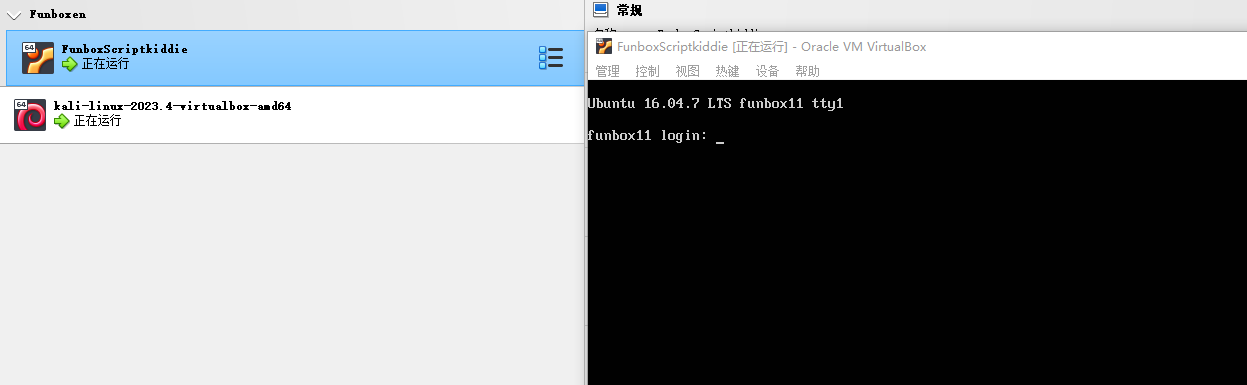 Funboxen
64
FunboxScriptkiddie
正在运行
64
kali-linux-2023.4-virtualbox-amd64
正在运行
常规
FunboxScriptkiddie [正在运行] - Oracle VM VirtualBox
管理 控制 视图 热键 设备 帮助
Ubuntu 16.04.7 LTS funbox11 tty1
funbox11 login: _